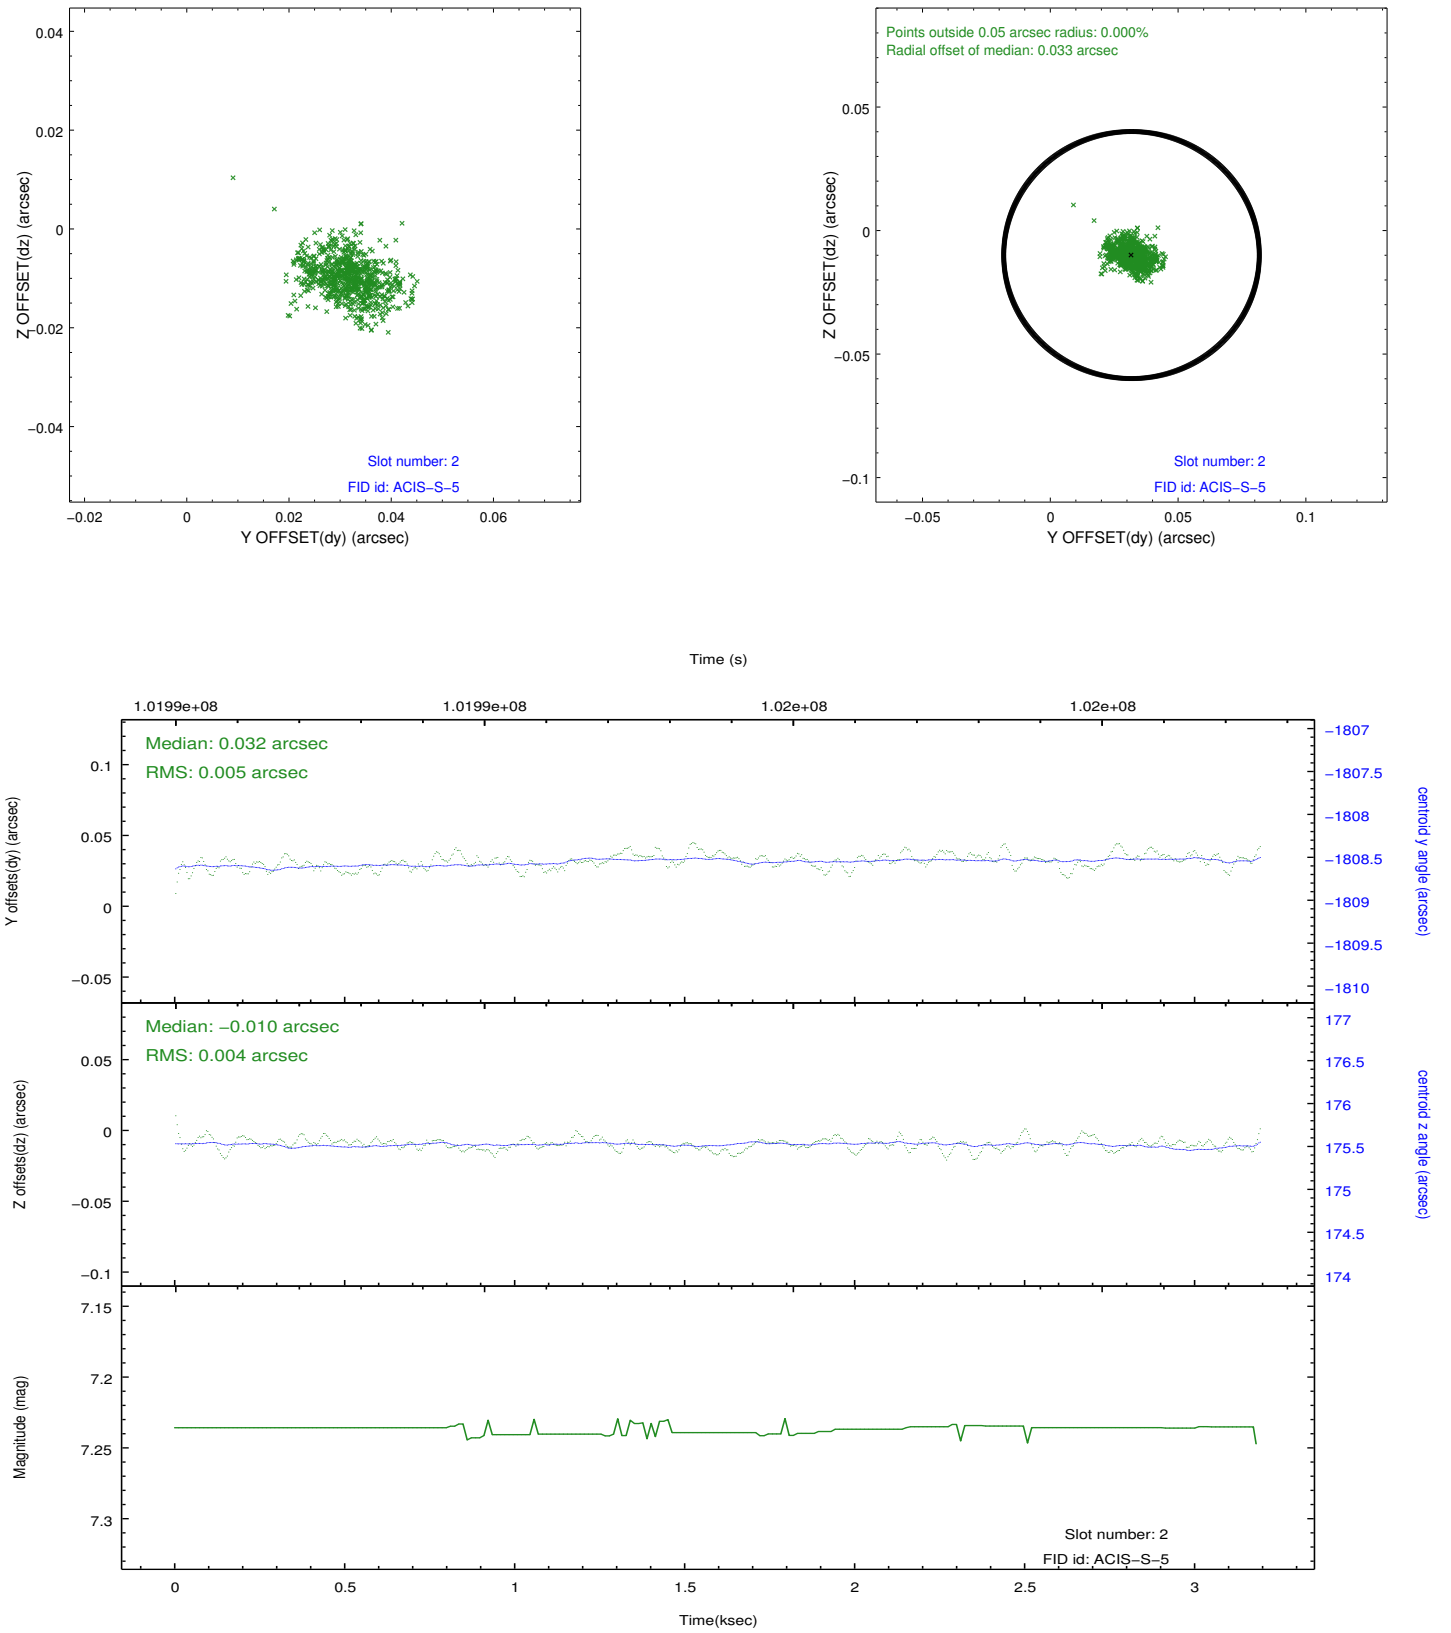 0.04
0.02
0
−0.02
−0.04
Z OFFSET(dz) (arcsec)
Slot number: 2
FID id: ACIS−S−5
−0.02 0 0.02 0.04 0.06
Y OFFSET(dy) (arcsec)
Points outside 0.05 arcsec radius: 0.000%
Radial offset of median: 0.033 arcsec
0.05
0
−0.05
−0.1
Z OFFSET(dz) (arcsec)
Slot number: 2
FID id: ACIS−S−5
−0.05 0 0.05 0.1
Y OFFSET(dy) (arcsec)
Time (s)
1.0199e+08 1.0199e+08 1.02e+08 1.02e+08
Median: 0.032 arcsec
RMS: 0.005 arcsec
0.1
0.05
0
−0.05
Y offsets(dy) (arcsec)
−1807
−1807.5
−1808
−1808.5
−1809
−1809.5
−1810
centroid y angle (arcsec)
Median: −0.010 arcsec
RMS: 0.004 arcsec
0.05
0
−0.05
−0.1
Z offsets(dz) (arcsec)
177
176.5
176
175.5
175
174.5
174
centroid z angle (arcsec)
7.15
7.2
7.25
7.3
Magnitude (mag)
Slot number: 2
FID id: ACIS−S−5
0 0.5 1 1.5 2 2.5 3
Time(ksec)